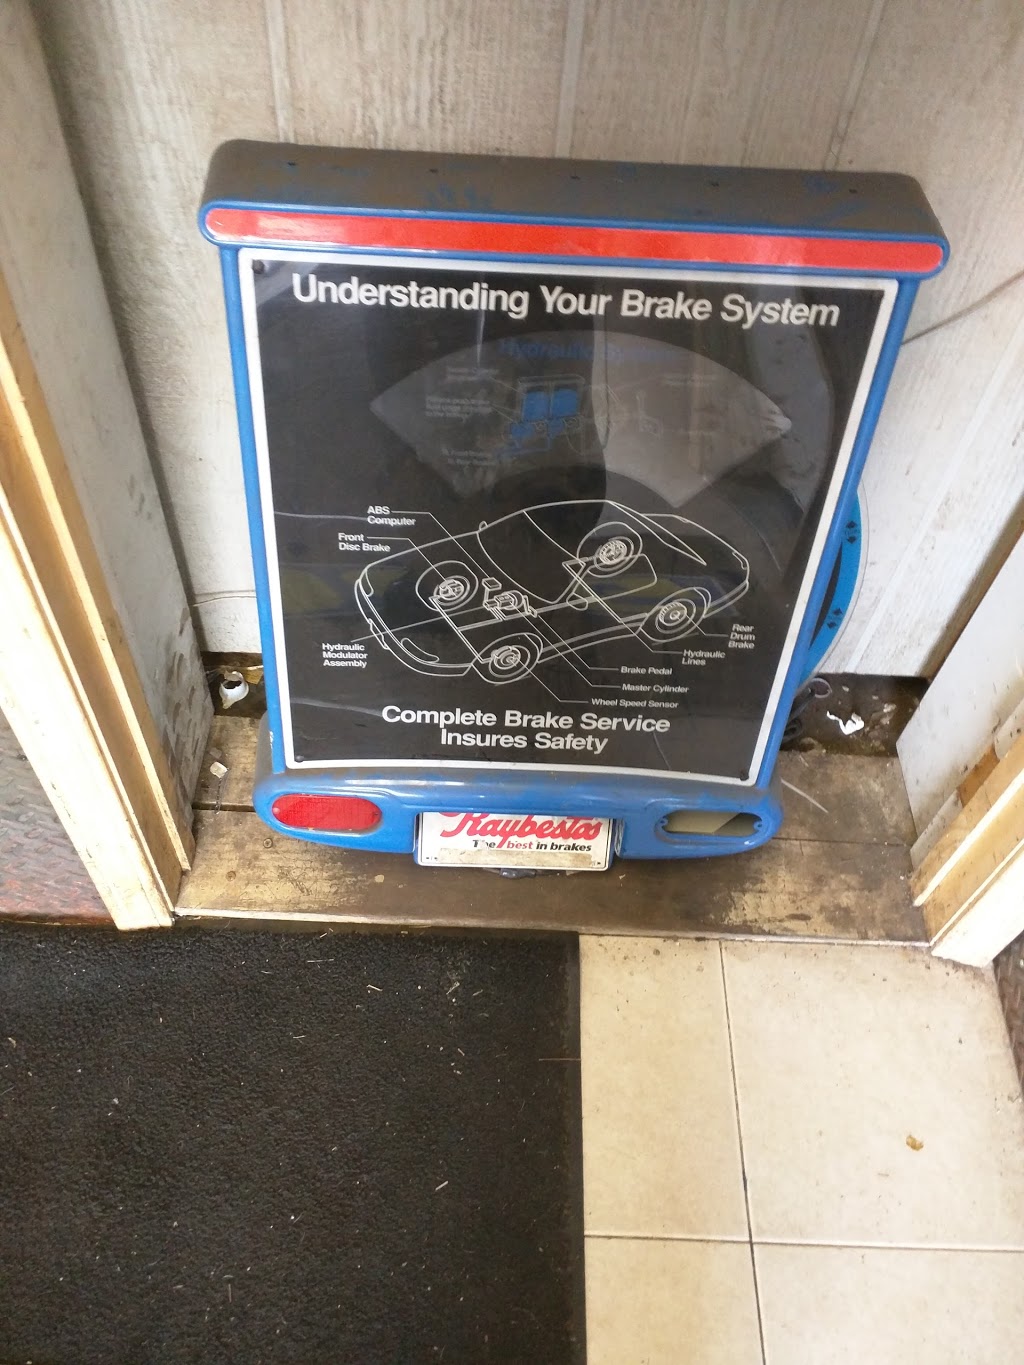 Understanding Your Brake System
Hydraulic
ABS
Computer
Front
Disc Brake
Hydraulic
Modulator
Assembly
Rear
Drum
Brake
Hydraulic
Lines
Brake Pedal
Master Cylinder
Wheel Speed Sensor
Complete Brake Service
Insures Safety
Raybestos
The best in brakes